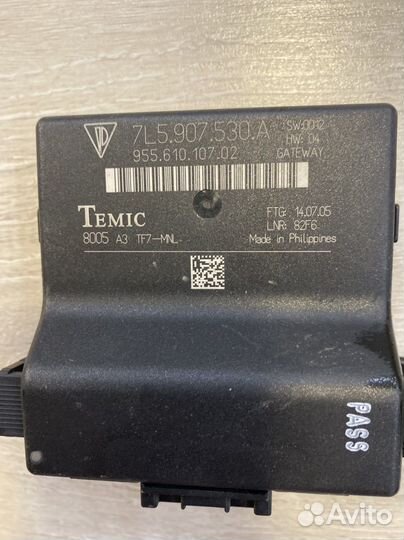 7L5.907.530.A
SW:0012
955.610.107.02
HW: 04
GATEWAY
TEMIC
FTG: 14.07.05
8005 A3 TF7-MNL
LNR: 82F6
Made in Philippines
PASS
Avito